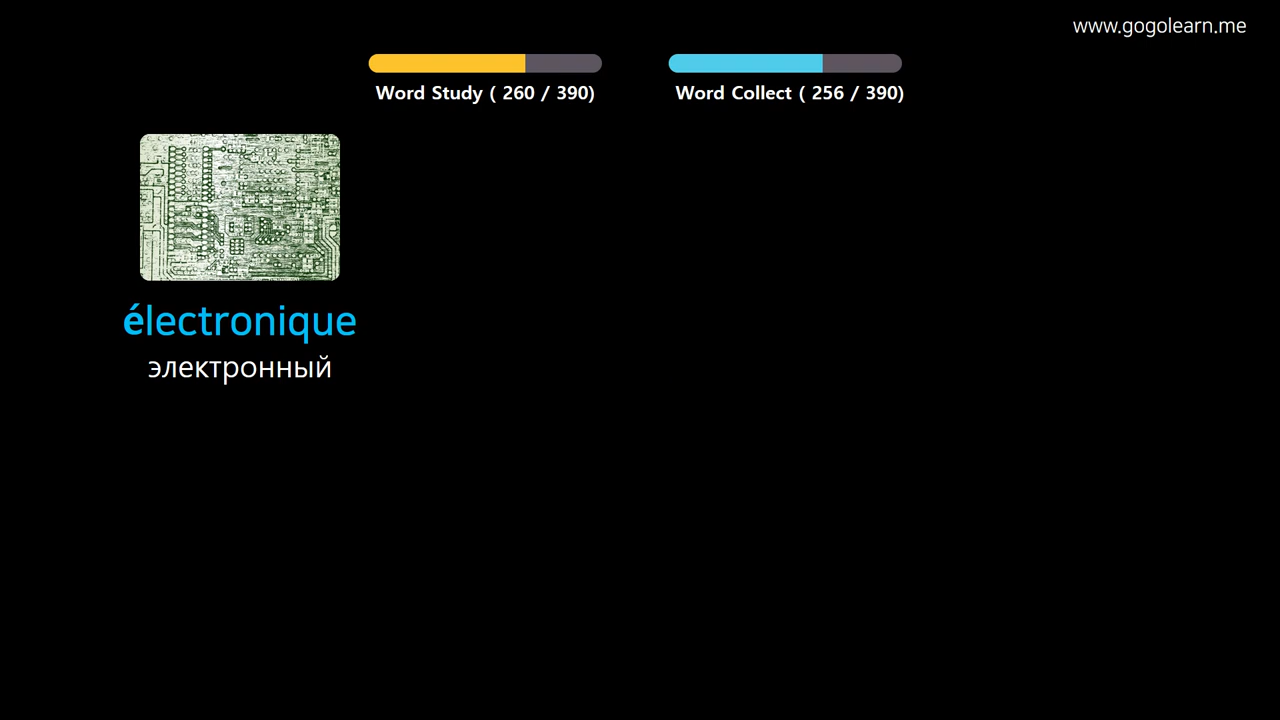 www.gogolearn.me
Word Study ( 260 / 390)
Word Collect ( 256 / 390)
électronique
электронный